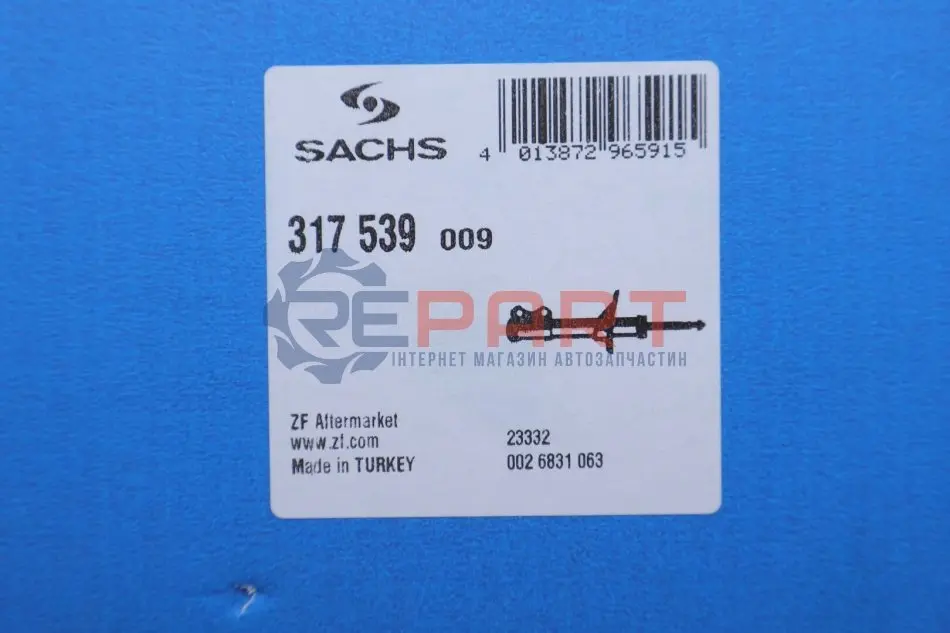 SACHS
4 013872 965915
317 539 009
REPART
ІНТЕРНЕТ МАГАЗИН АВТОЗАПЧАСТИН
ZF Aftermarket
www.zf.com
Made in TURKEY
23332
002 6831 063